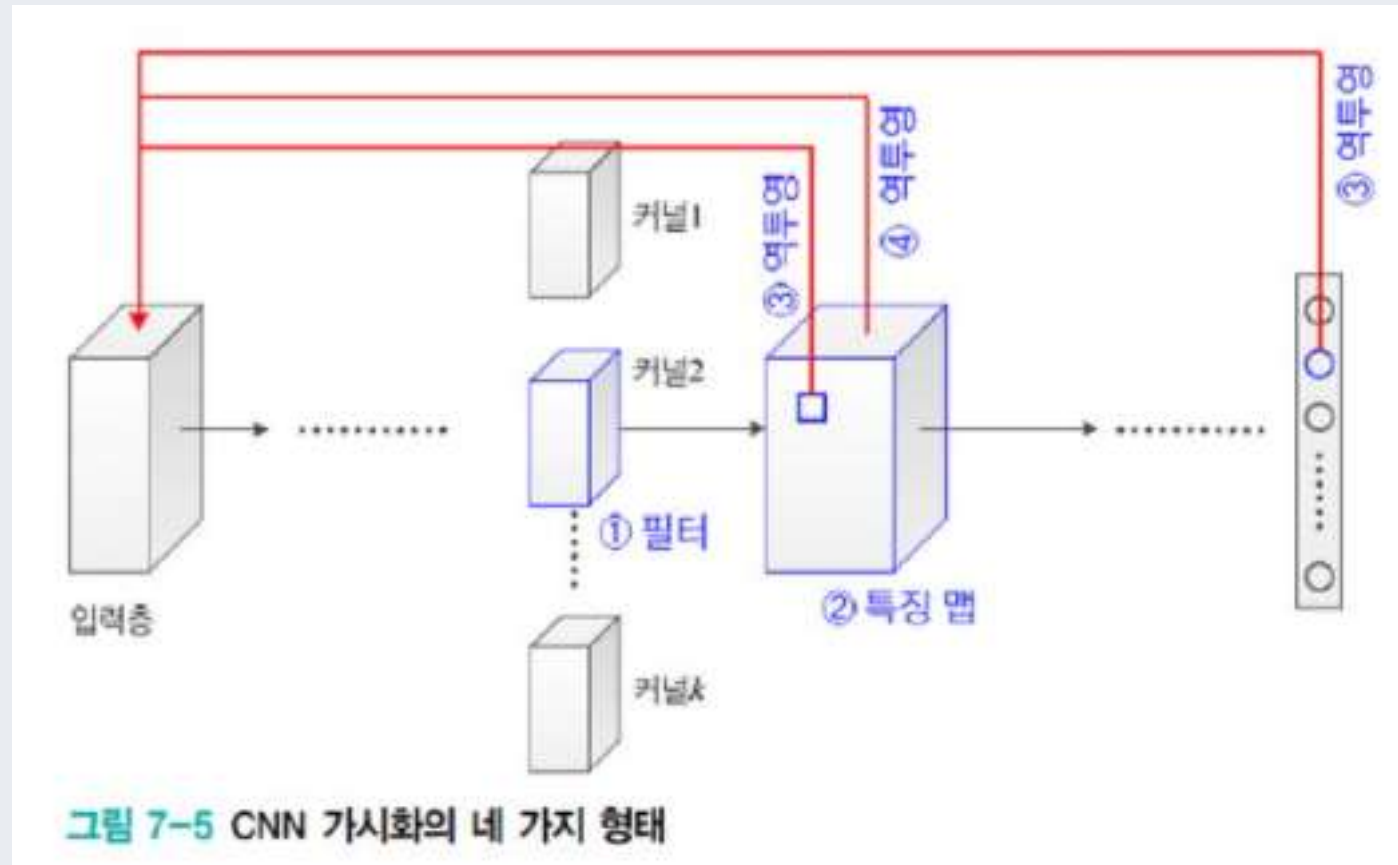 ③ 역투영
④ 역투영
③ 역투영
커널1
커널2
① 필터
② 특징 맵
입력층
커널k
그림 7-5 CNN 가시화의 네 가지 형태